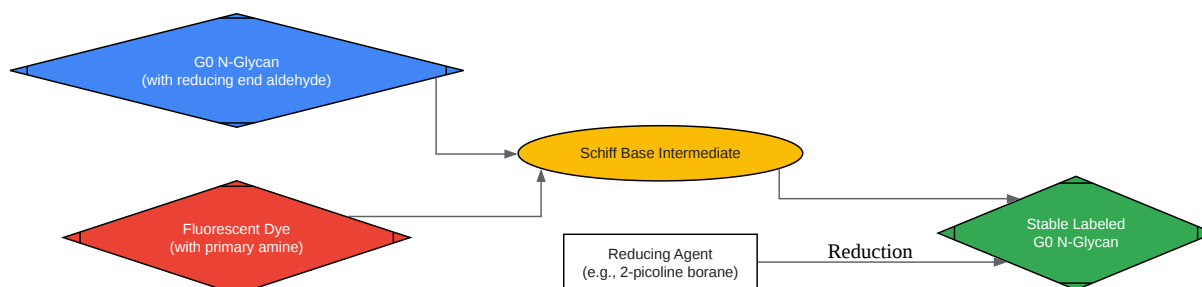 G0 N-Glycan
(with reducing end aldehyde)
Schiff Base Intermediate
Fluorescent Dye
(with primary amine)
Stable Labeled
G0 N-Glycan
Reducing Agent
(e.g., 2-picoline borane)
Reduction